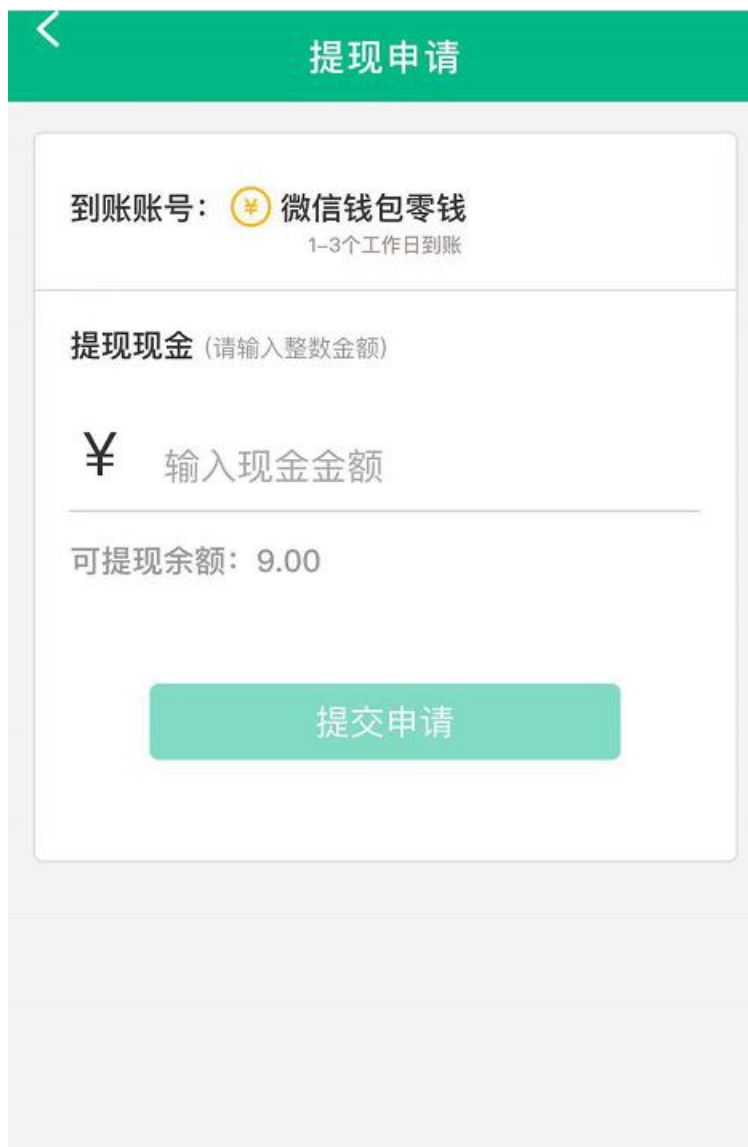 提现申请
到账账号： ¥ 微信钱包零钱
1-3个工作日到账
提现现金 (请输入整数金额)
¥ 输入现金金额
可提现余额：9.00
提交申请